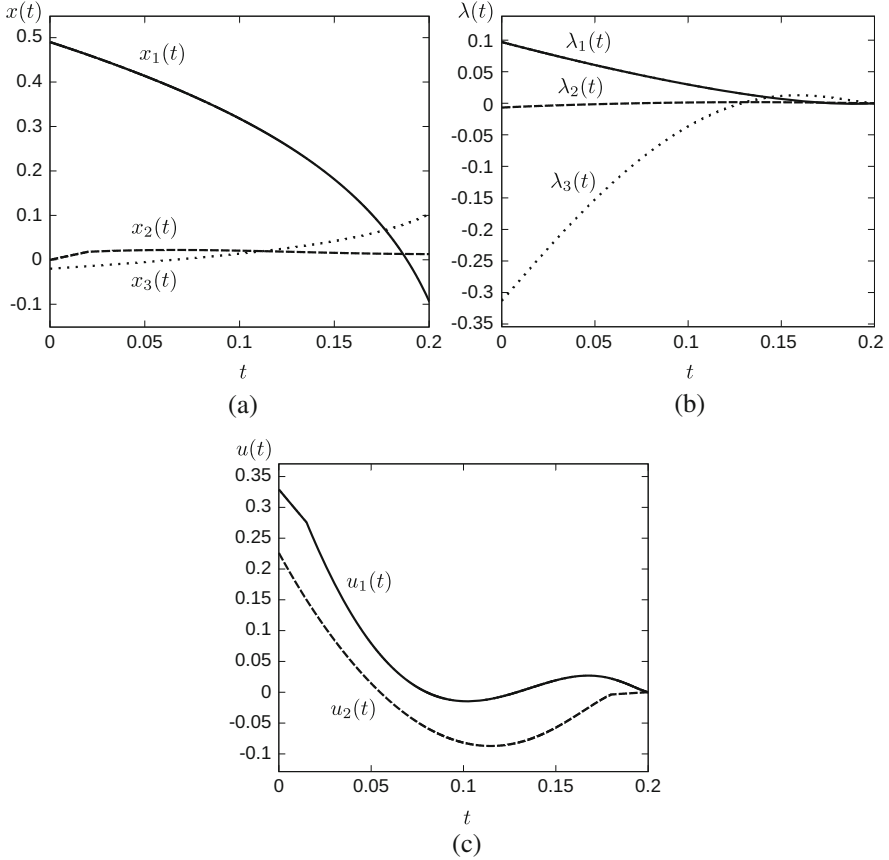 x(t)
0.5
0.4
0.3
0.2
0.1
0
-0.1
x₁(t)
x₂(t)
x₃(t)
0
0.05
0.1
0.15
0.2
t
(a)
λ(t)
0.1
0.05
0
-0.05
-0.1
-0.15
-0.2
-0.25
-0.3
-0.35
λ₁(t)
λ₂(t)
λ₃(t)
0
0.05
0.1
0.15
0.2
t
(b)
u(t)
0.35
0.3
0.25
0.2
0.15
0.1
0.05
0
-0.05
-0.1
u₁(t)
u₂(t)
0
0.05
0.1
0.15
0.2
t
(c)